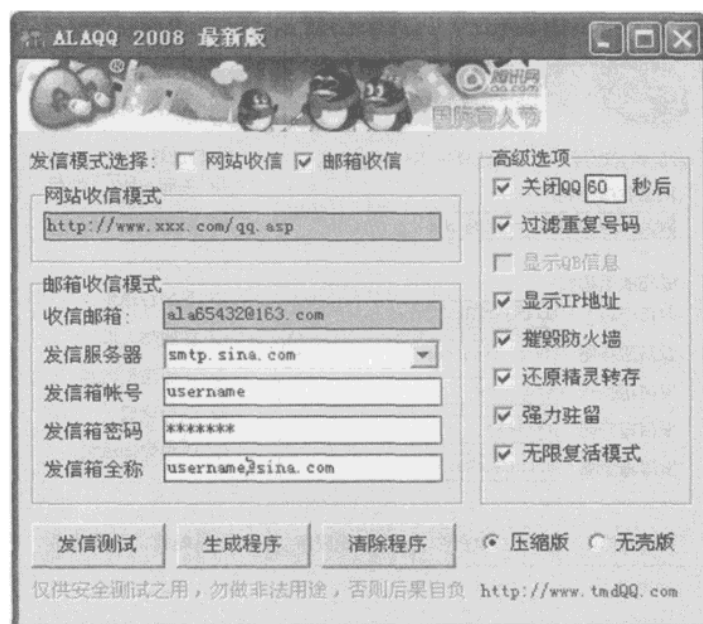 ALAQQ 2008 最新版
腾讯网
QQ.com
国际盲人节
发信模式选择: 网站收信 邮箱收信
网站收信模式
http://www.xxx.com/qq.asp
邮箱收信模式
收信邮箱: ala65432@163.com
发信服务器 smtp.sina.com
发信箱帐号 username
发信箱密码 *******
发信箱全称 username@sina.com
高级选项
关闭QQ 60 秒后
过滤重复号码
显示QB信息
显示IP地址
摧毁防火墙
还原精灵转存
强力驻留
无限复活模式
发信测试 生成程序 清除程序 压缩版 无壳版
仅供安全测试之用,勿做非法用途,否则后果自负 http://www.tmdQQ.com